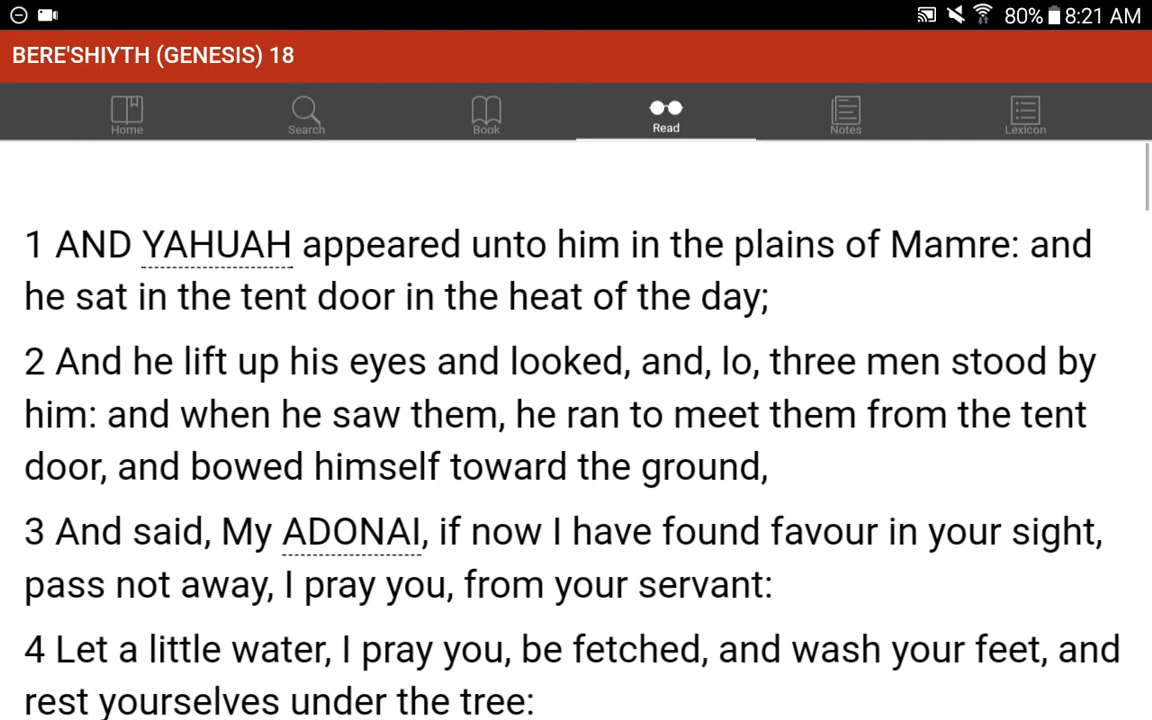 80% 8:21 AM
BERE'SHIYTH (GENESIS) 18
Home Search Book Read Notes Lexicon
1 AND YAHUAH appeared unto him in the plains of Mamre: and
he sat in the tent door in the heat of the day;
2 And he lift up his eyes and looked, and, lo, three men stood by
him: and when he saw them, he ran to meet them from the tent
door, and bowed himself toward the ground,
3 And said, My ADONAI, if now I have found favour in your sight,
pass not away, I pray you, from your servant:
4 Let a little water, I pray you, be fetched, and wash your feet, and
rest yourselves under the tree: